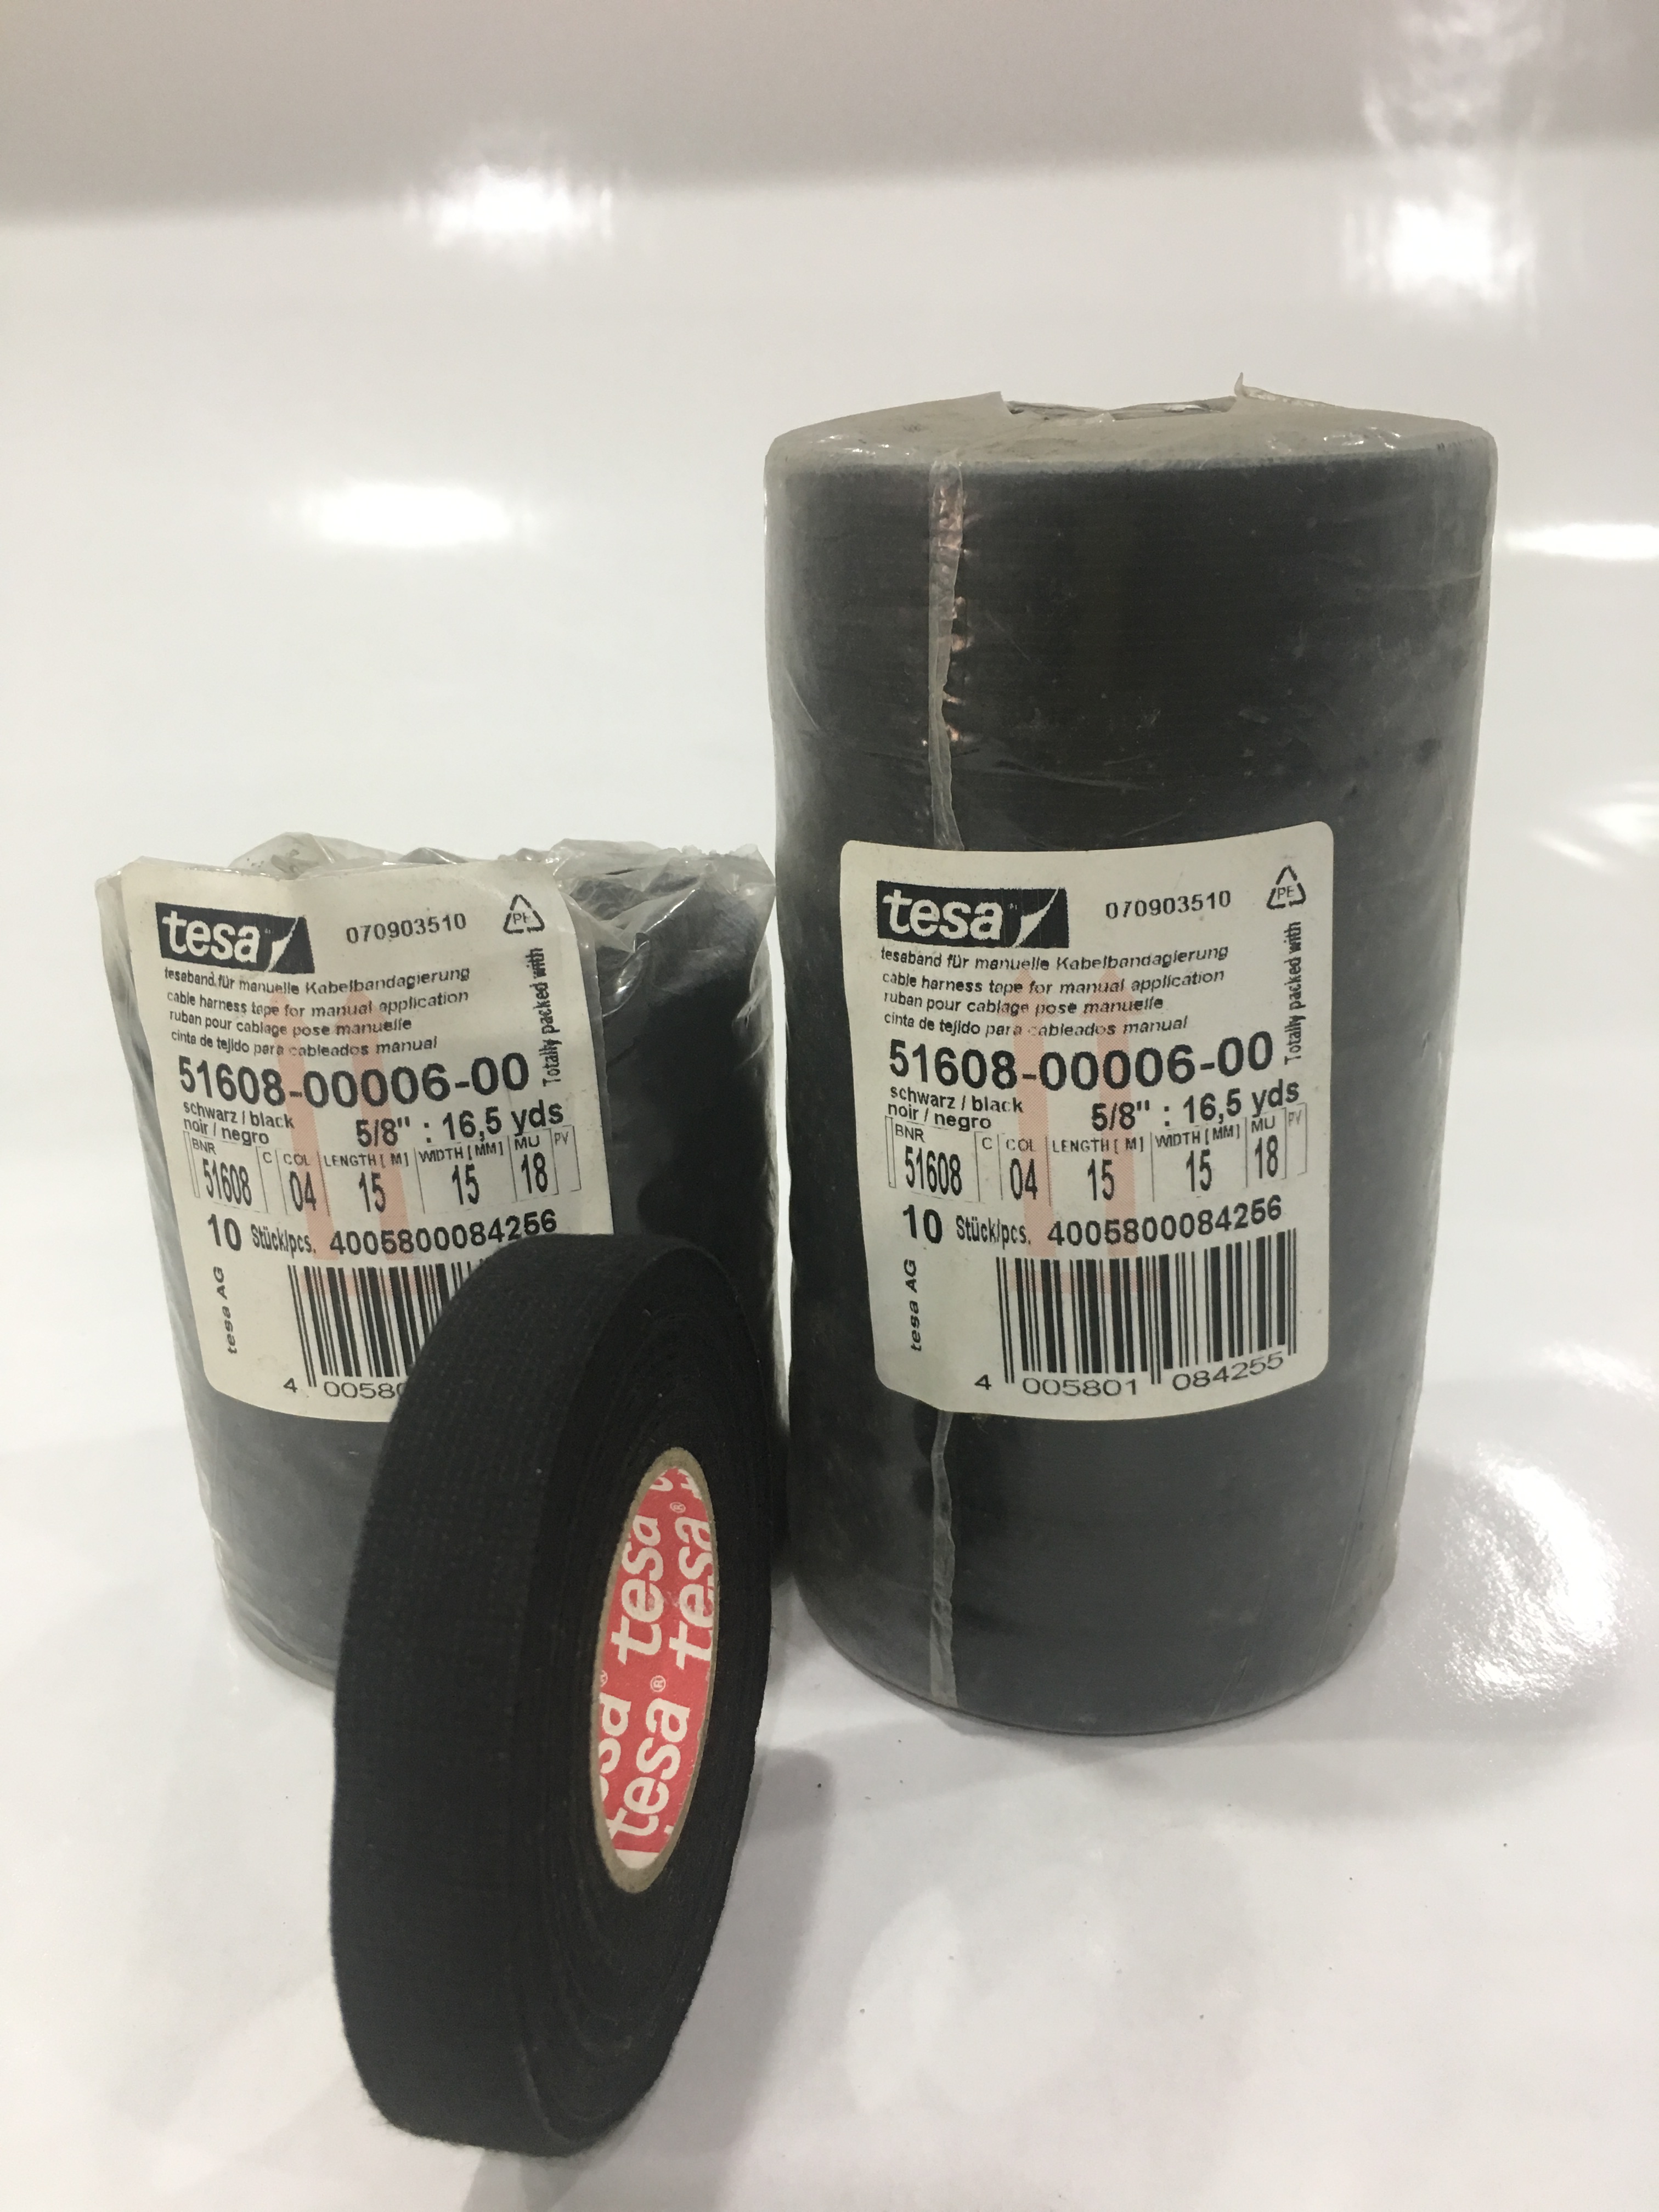 tesa
070903510
PE
tesaband für manuelle Kabelbandagierung
cable harness tape for manual application
ruban pour cablage pose manuelle
cinta de tejido para cableados manual
Totally packed with
51608-00006-00
schwarz / black
noir / negro
5/8" : 16,5 yds
BNR C COL LENGTH [ M] WIDTH [MM] MU PV
51608 04 15 15 18
10 Stück/pcs. 4005800084256
tesa AG
4 00580
tesa
070903510
PE
tesaband für manuelle Kabelbandagierung
cable harness tape for manual application
ruban pour cablage pose manuelle
cinta de tejido para cableados manual
Totally packed with
51608-00006-00
schwarz / black
noir / negro
5/8" : 16,5 yds
BNR C COL LENGTH [ M] WIDTH [MM] MU PV
51608 04 15 15 18
10 Stück/pcs. 4005800084256
tesa AG
4 005801 084255
tesa
tesa®
tesa®